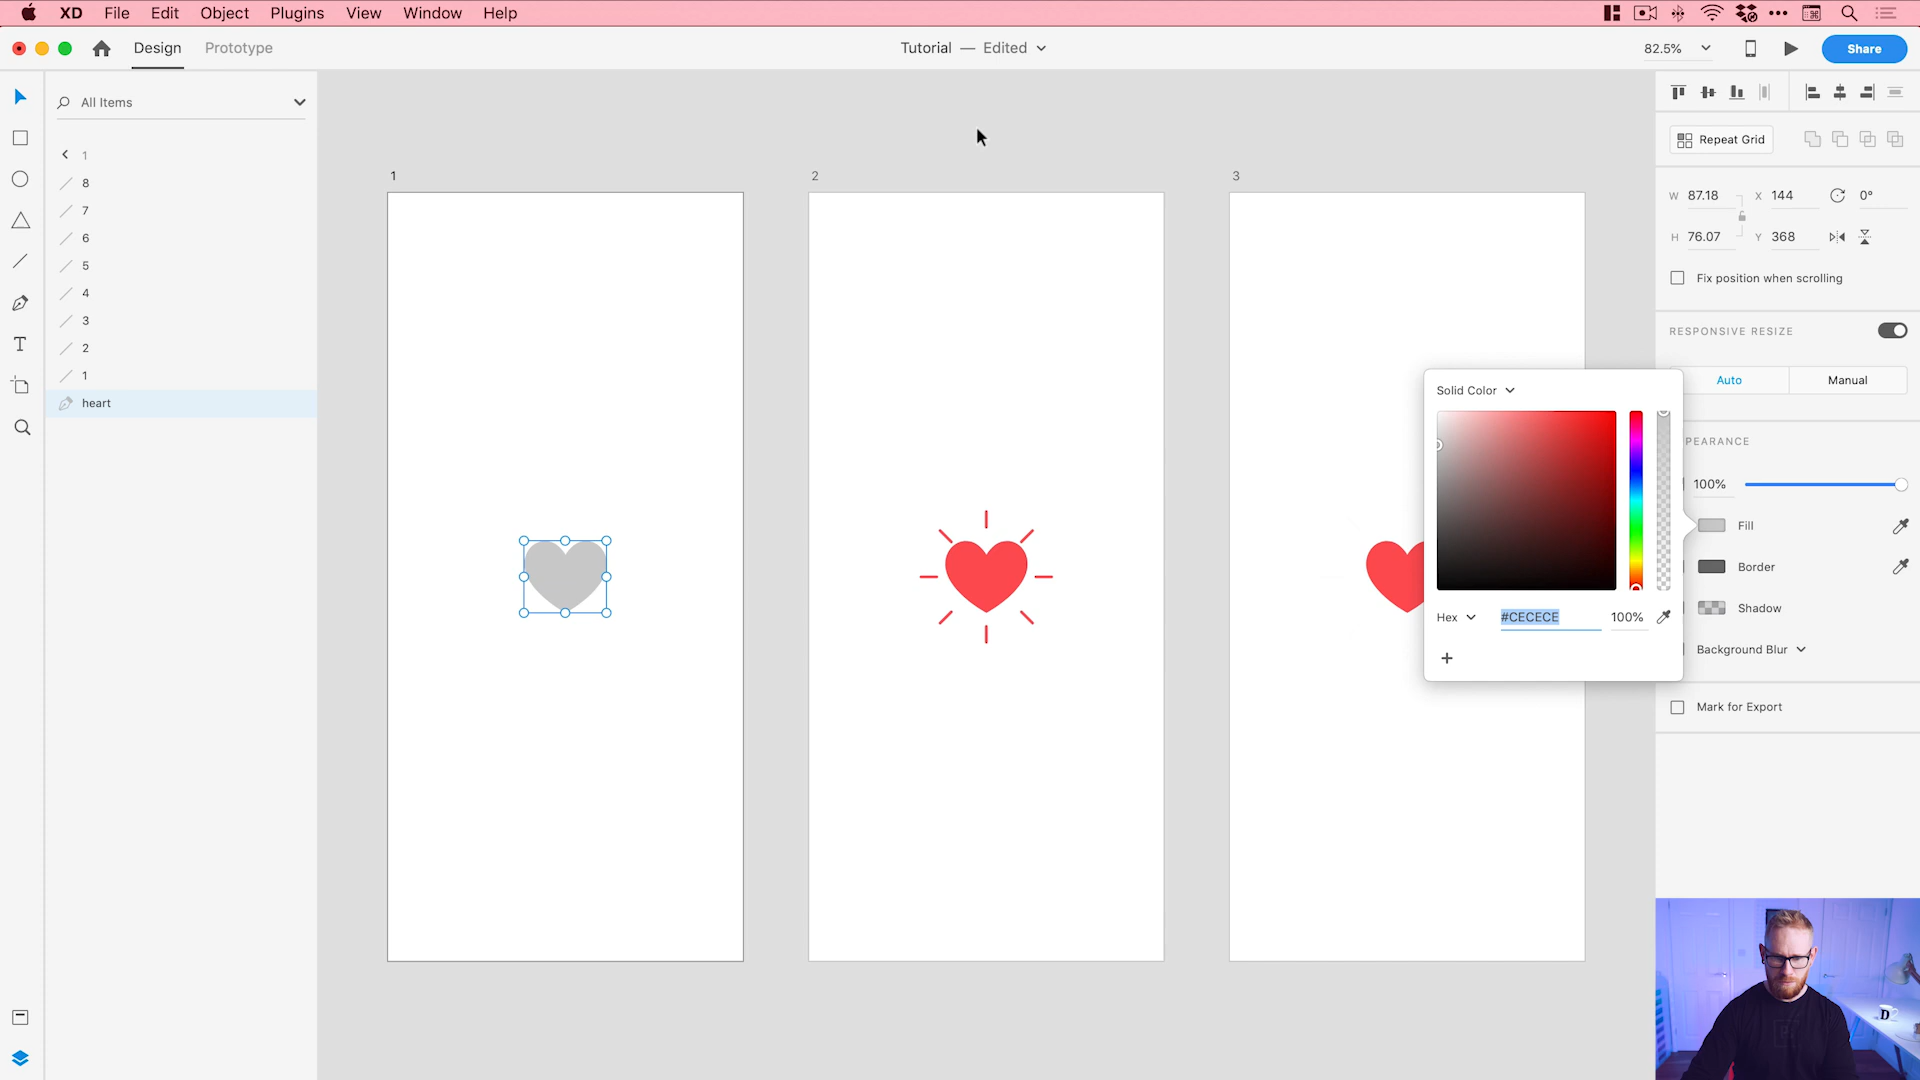 XD File Edit Object Plugins View Window Help
Design Prototype Tutorial — Edited 82.5% Share
All Items
1
8
7
6
5
4
3
2
1
heart
1
2
3
Repeat Grid
W 87.18 X 144 0°
H 76.07 Y 368
Fix position when scrolling
RESPONSIVE RESIZE
Auto Manual
PEARANCE
100%
Fill
Border
Shadow
Background Blur
Mark for Export
Solid Color
Hex #CECECE 100%
D